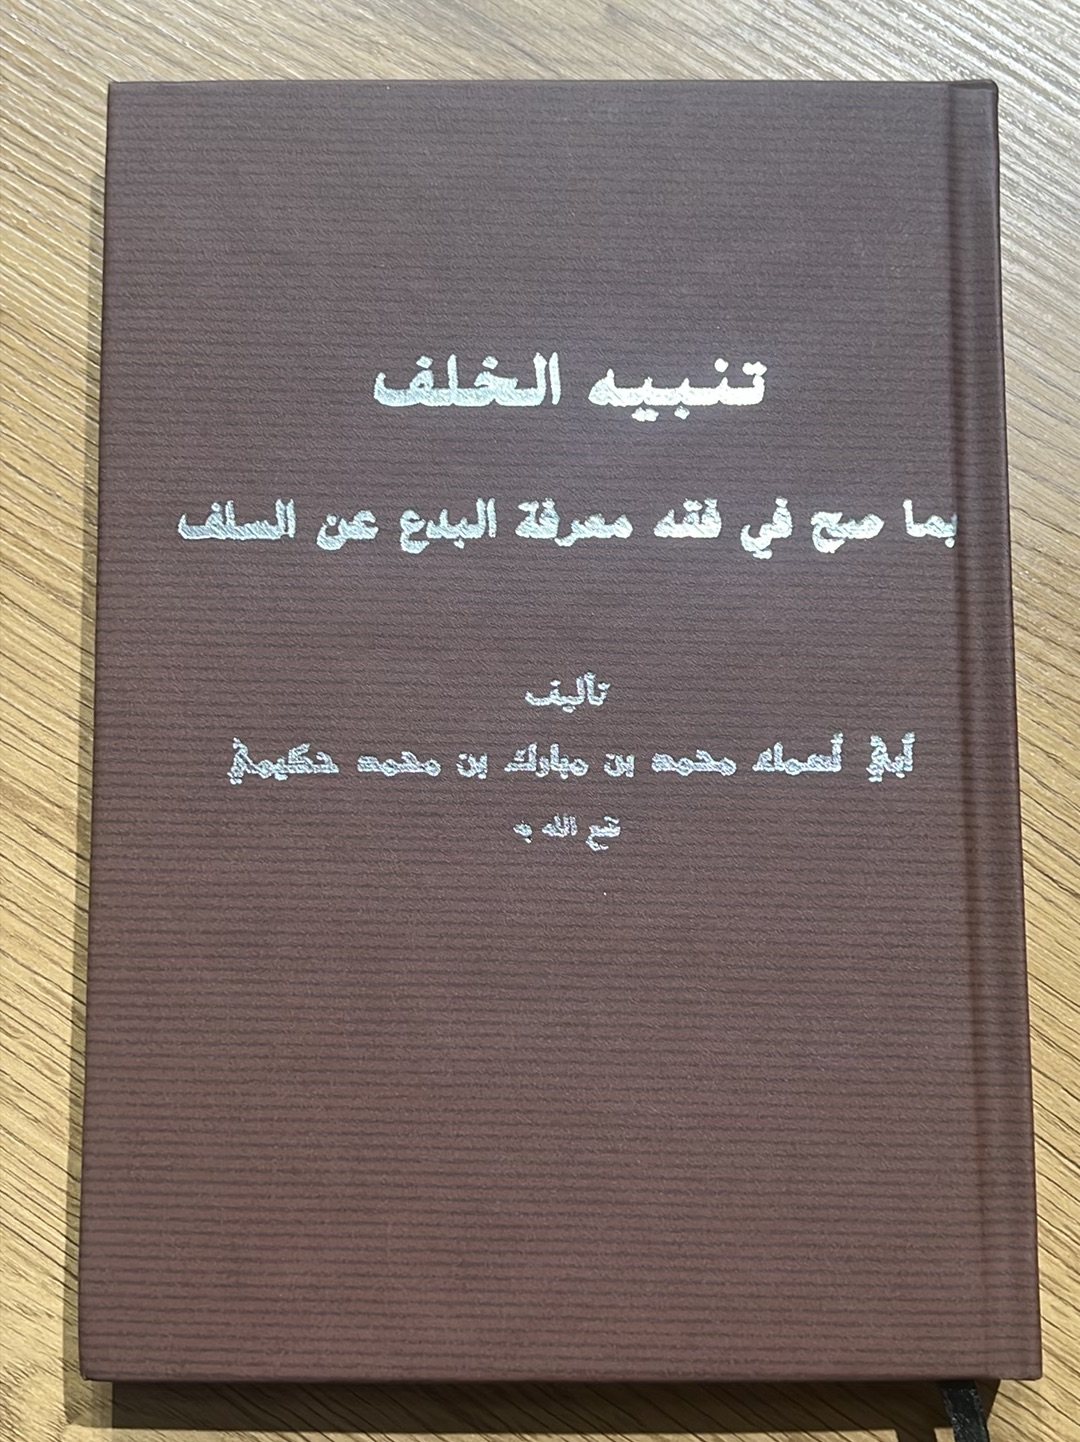 تنبيه الخلف
بما صح في فقه معرفة البدع عن السلف
تأليف
أبي أسماء محمد بن مبارك بن محمد حكيمي
نفع الله به